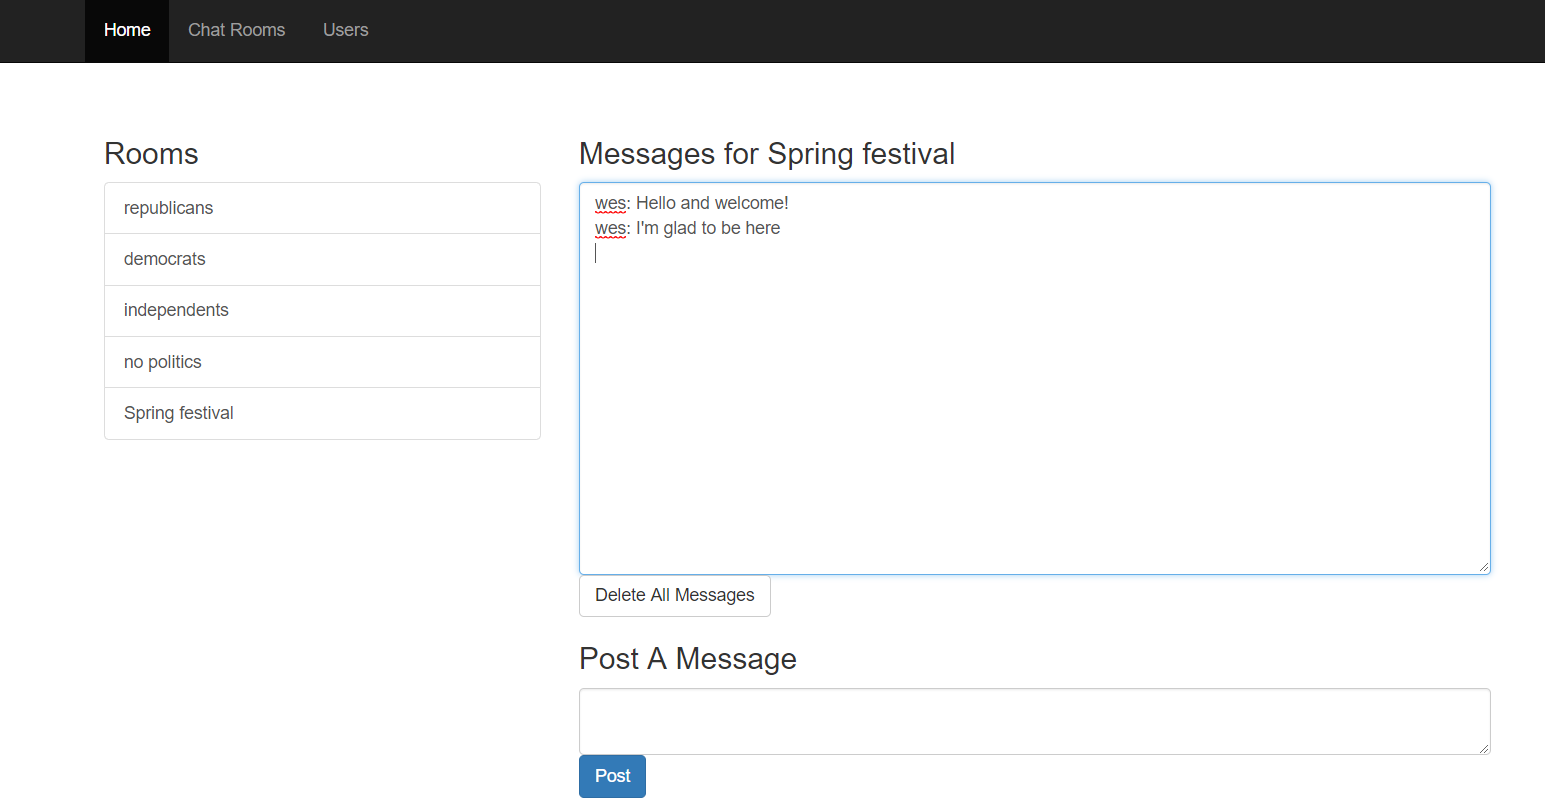 Home Chat Rooms Users
Rooms
republicans
democrats
independents
no politics
Spring festival
Messages for Spring festival
wes: Hello and welcome!
wes: I'm glad to be here
Delete All Messages
Post A Message
Post